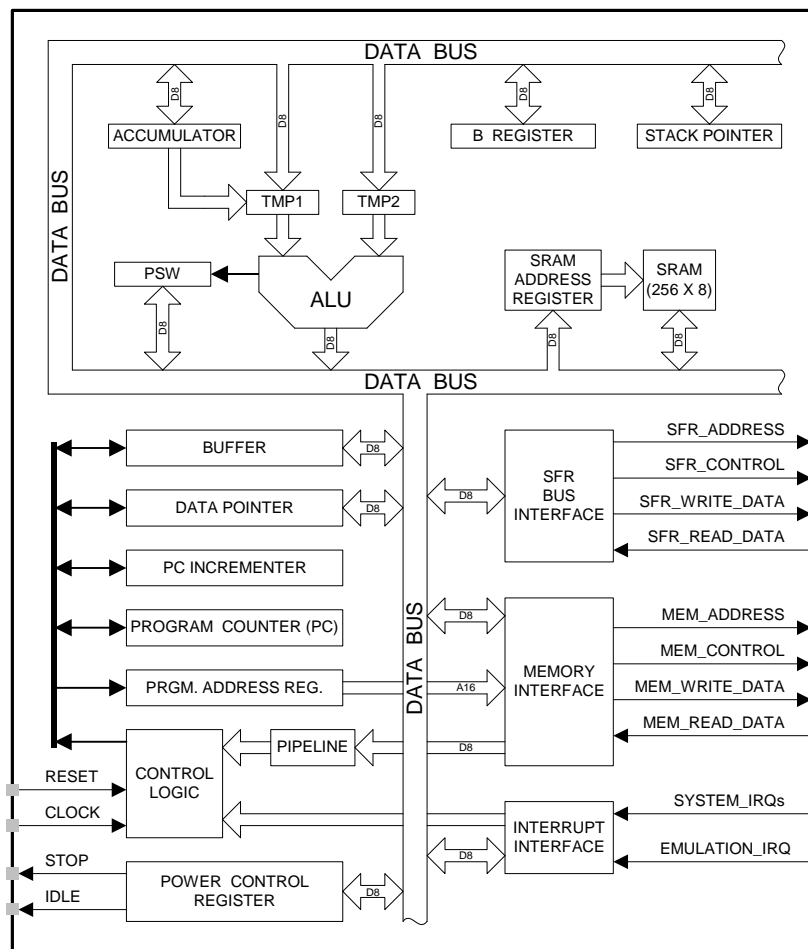 DATA BUS
D8
D8
D8
D8
D8
ACCUMULATOR
B REGISTER
STACK POINTER
DATA BUS
TMP1
TMP2
PSW
ALU
SRAM
ADDRESS
REGISTER
SRAM
(256 X 8)
D8
D8
D8
D8
DATA BUS
BUFFER
D8
DATA POINTER
D8
PC INCREMENTER
PROGRAM COUNTER (PC)
PRGM. ADDRESS REG.
A16
DATA BUS
D8
SFR
BUS
INTERFACE
SFR_ADDRESS
SFR_CONTROL
SFR_WRITE_DATA
SFR_READ_DATA
D8
MEMORY
INTERFACE
MEM_ADDRESS
MEM_CONTROL
MEM_WRITE_DATA
MEM_READ_DATA
RESET
CLOCK
CONTROL
LOGIC
PIPELINE
D8
INTERRUPT
INTERFACE
SYSTEM_IRQs
EMULATION_IRQ
D8
STOP
IDLE
POWER CONTROL
REGISTER
D8